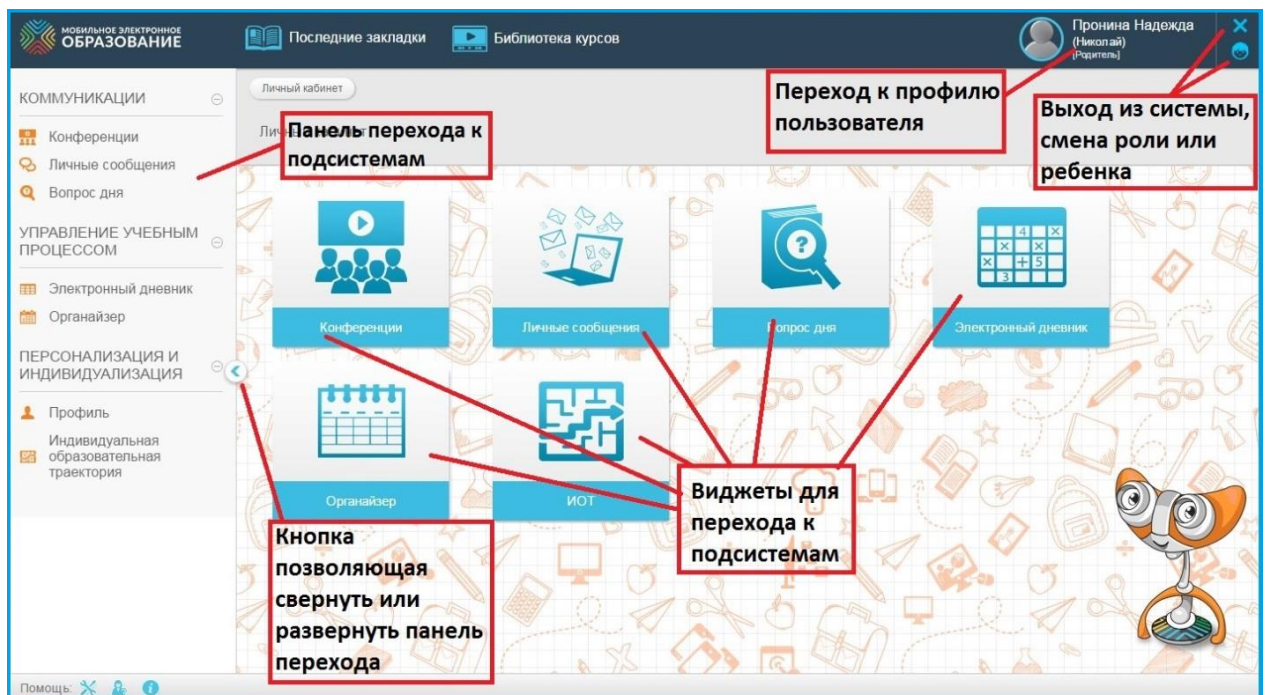 МОБИЛЬНОЕ ЭЛЕКТРОННОЕ
ОБРАЗОВАНИЕ
Последние закладки
Библиотека курсов
Пронина Надежда
(Николай)
[Родитель]
КОММУНИКАЦИИ
Конференции
Личные сообщения
Вопрос дня
УПРАВЛЕНИЕ УЧЕБНЫМ
ПРОЦЕССОМ
Электронный дневник
Органайзер
ПЕРСОНАЛИЗАЦИЯ И
ИНДИВИДУАЛИЗАЦИЯ
Профиль
Индивидуальная
образовательная
траектория
Личный кабинет
Панель перехода к
подсистемам
Переход к профилю
пользователя
Выход из системы,
смена роли или
ребенка
Конференции
Личные сообщения
Вопрос дня
Электронный дневник
Органайзер
ИОТ
Виджеты для
перехода к
подсистемам
Кнопка
позволяющая
свернуть или
развернуть панель
перехода
Помощь: